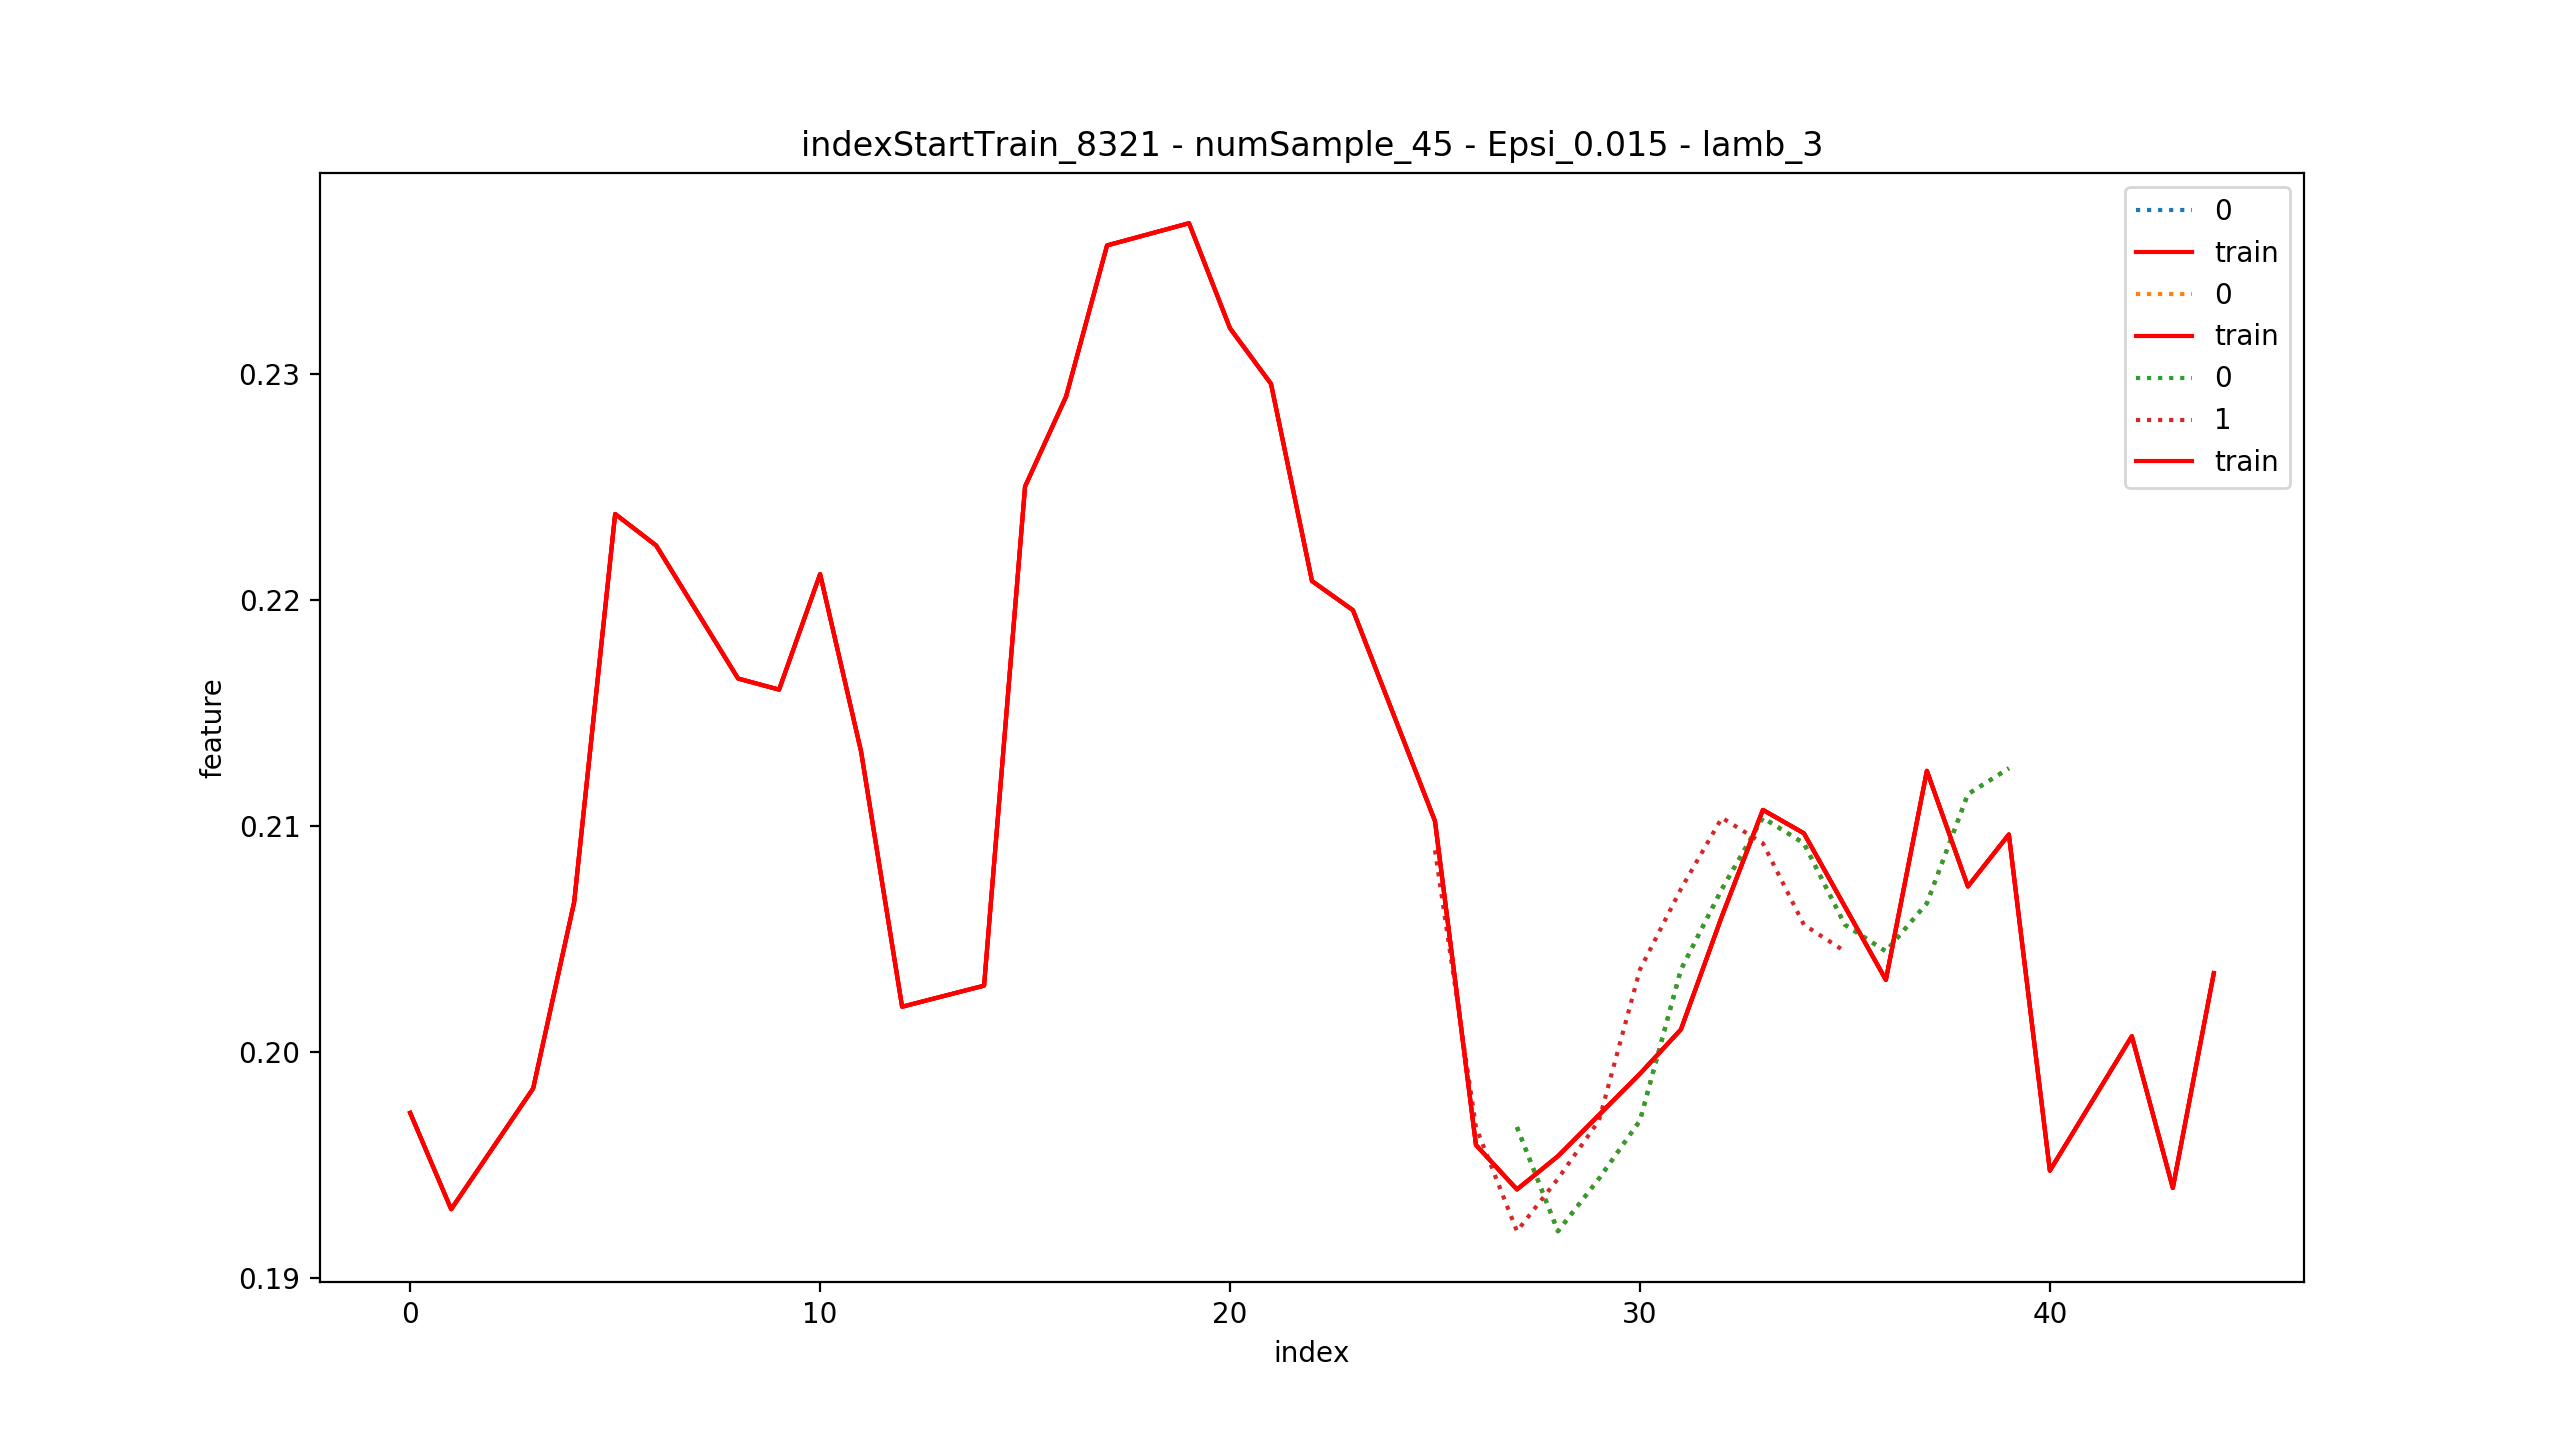 indexStartTrain_8321 - numSample_45 - Epsi_0.015 - lamb_3
0
train
0
train
0
1
train
0.23
0.22
0.21
0.20
0.19
feature
0 10 20 30 40
index